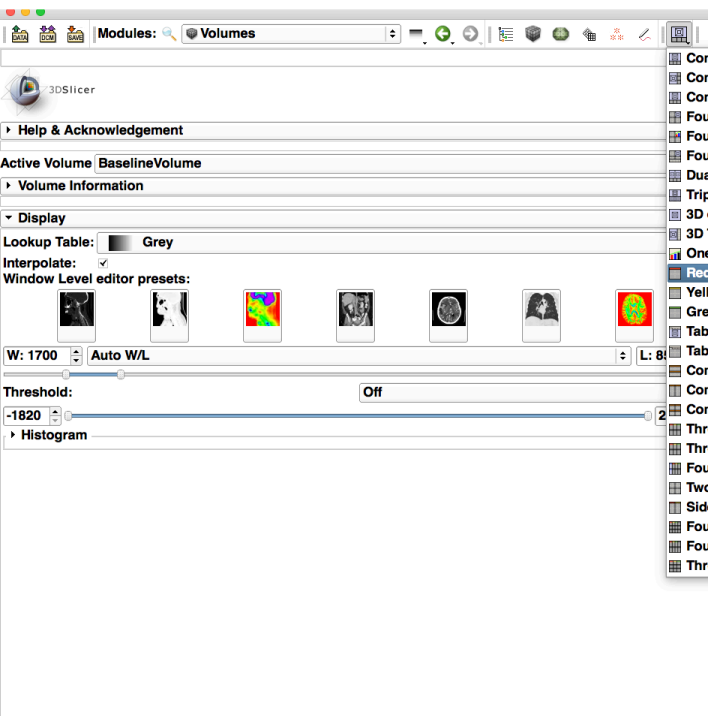 DATA DCM SAVE Modules: Volumes
3DSlicer
Help & Acknowledgement
Active Volume BaselineVolume
Volume Information
Display
Lookup Table: Grey
Interpolate:
Window Level editor presets:
W: 1700 Auto W/L L: 85
Threshold: Off
-1820 2
Histogram
Con
Con
Con
Fou
Fou
Fou
Dua
Trip
3D
3D
One
Red
Yell
Gre
Tab
Tab
Con
Con
Con
Thr
Thr
Fou
Two
Side
Fou
Fou
Thr